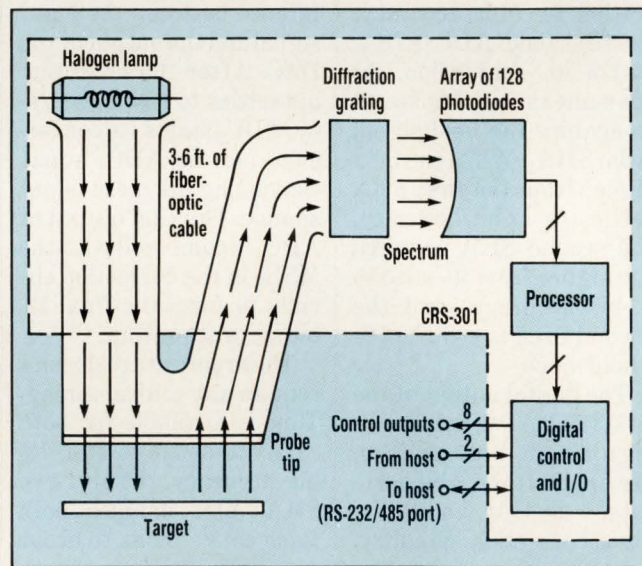 Halogen lamp
3-6 ft. of
fiber-
optic
cable
Diffraction
grating
Array of 128
photodiodes
Spectrum
Processor
CRS-301
Probe
tip
Target
Control outputs
8
From host
2
To host
(RS-232/485 port)
Digital
control
and I/O